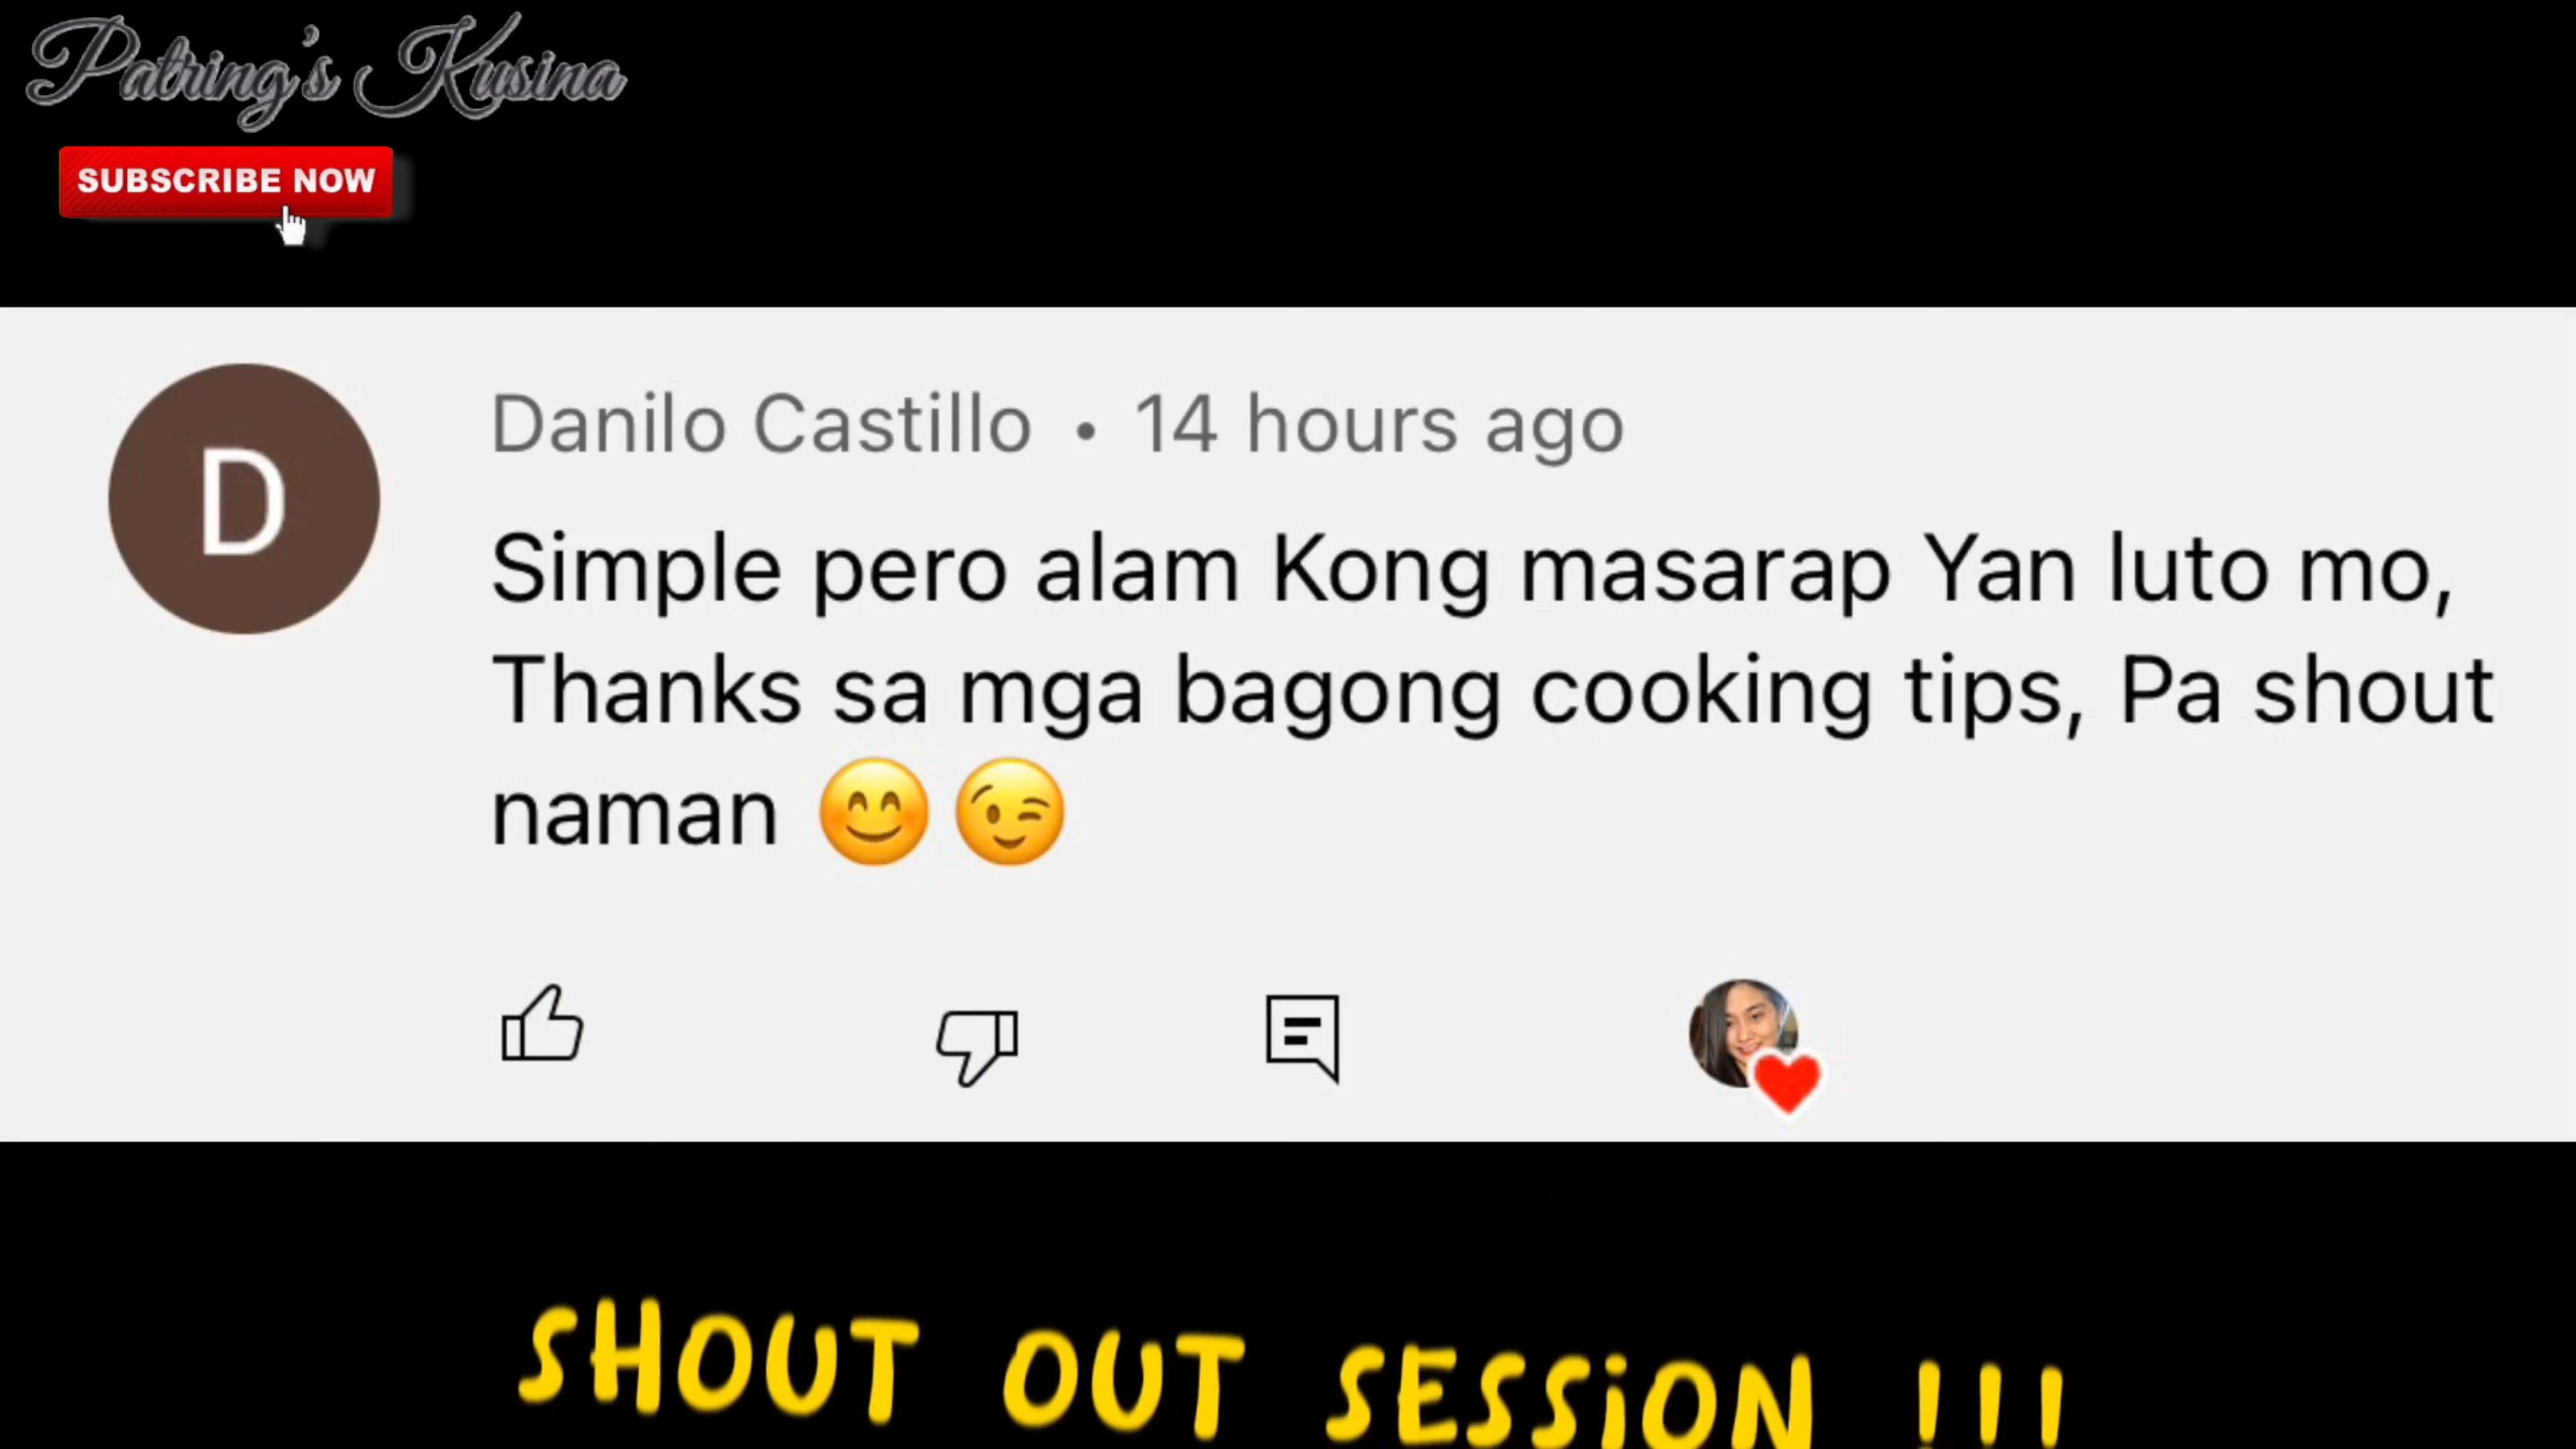 Patring's Kusina
SUBSCRIBE NOW
D
Danilo Castillo • 14 hours ago
Simple pero alam Kong masarap Yan luto mo,
Thanks sa mga bagong cooking tips, Pa shout
naman 😊 😉
SHOUT OUT SESSiON !!!